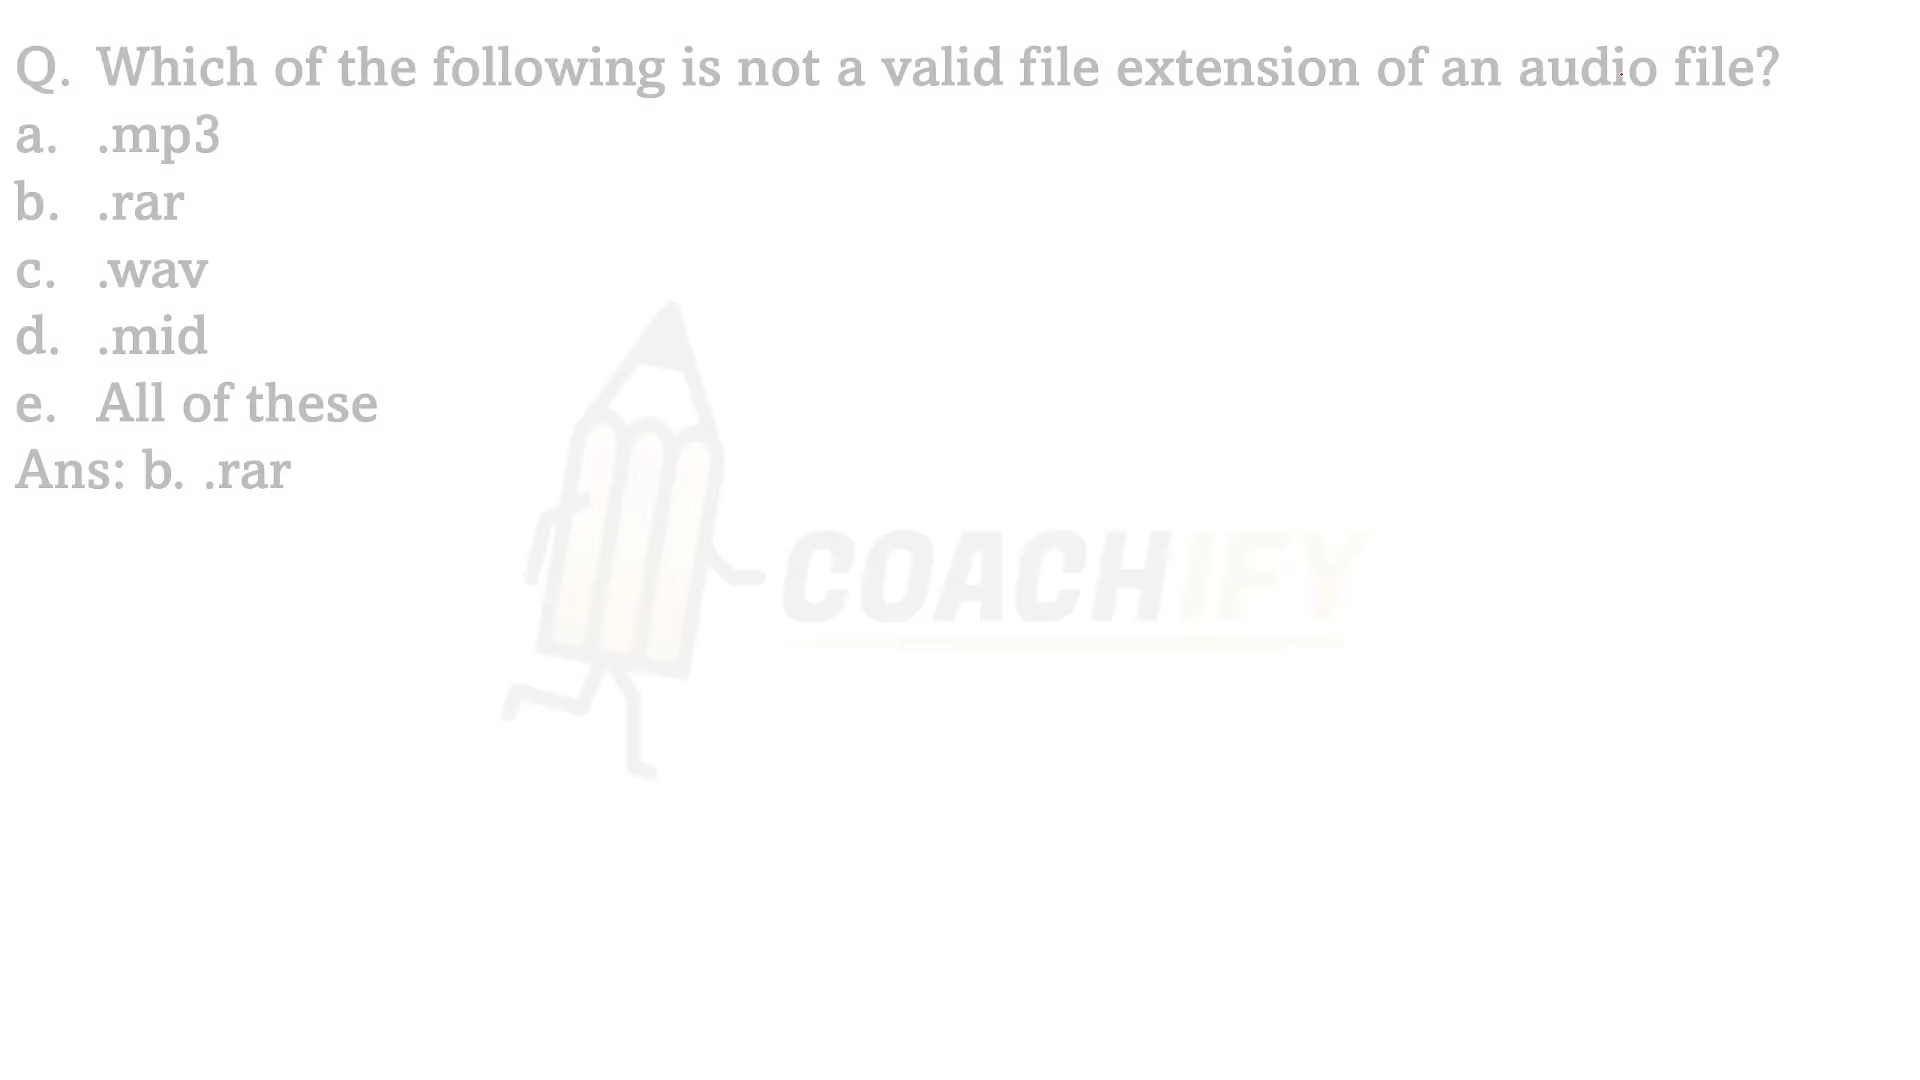 Q. Which of the following is not a valid file extension of an audio file?
a. .mp3
b. .rar
c. .wav
d. .mid
e. All of these
Ans: b. .rar
COACHIFY